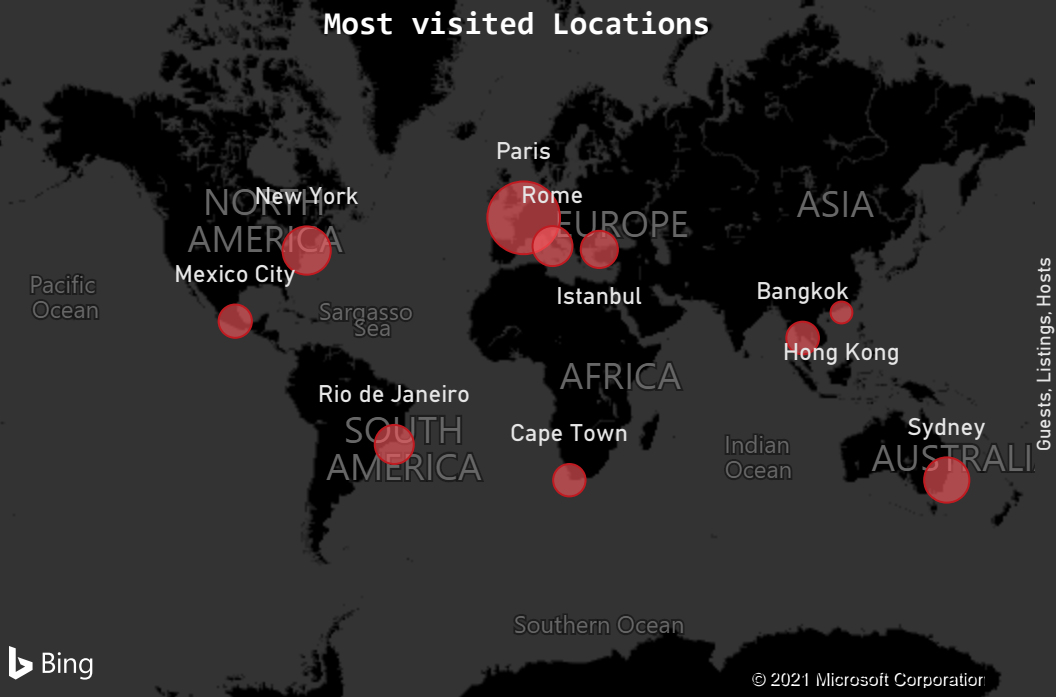 Most visited Locations
Paris
New York
Rome
NORTH
AMERICA
EUROPE
ASIA
Mexico City
Pacific
Ocean
Sargasso
Sea
Istanbul
Bangkok
Hong Kong
Guests, Listings, Hosts
AFRICA
Rio de Janeiro
SOUTH
AMERICA
Cape Town
Indian
Ocean
Sydney
AUSTRALI
Southern Ocean
Bing
© 2021 Microsoft Corporation